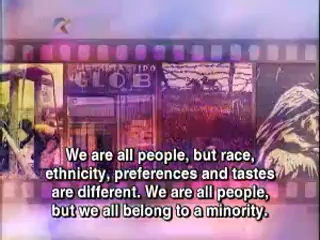 GLOB
We are all people, but race,
ethnicity, preferences and tastes
are different. We are all people,
but we all belong to a minority.